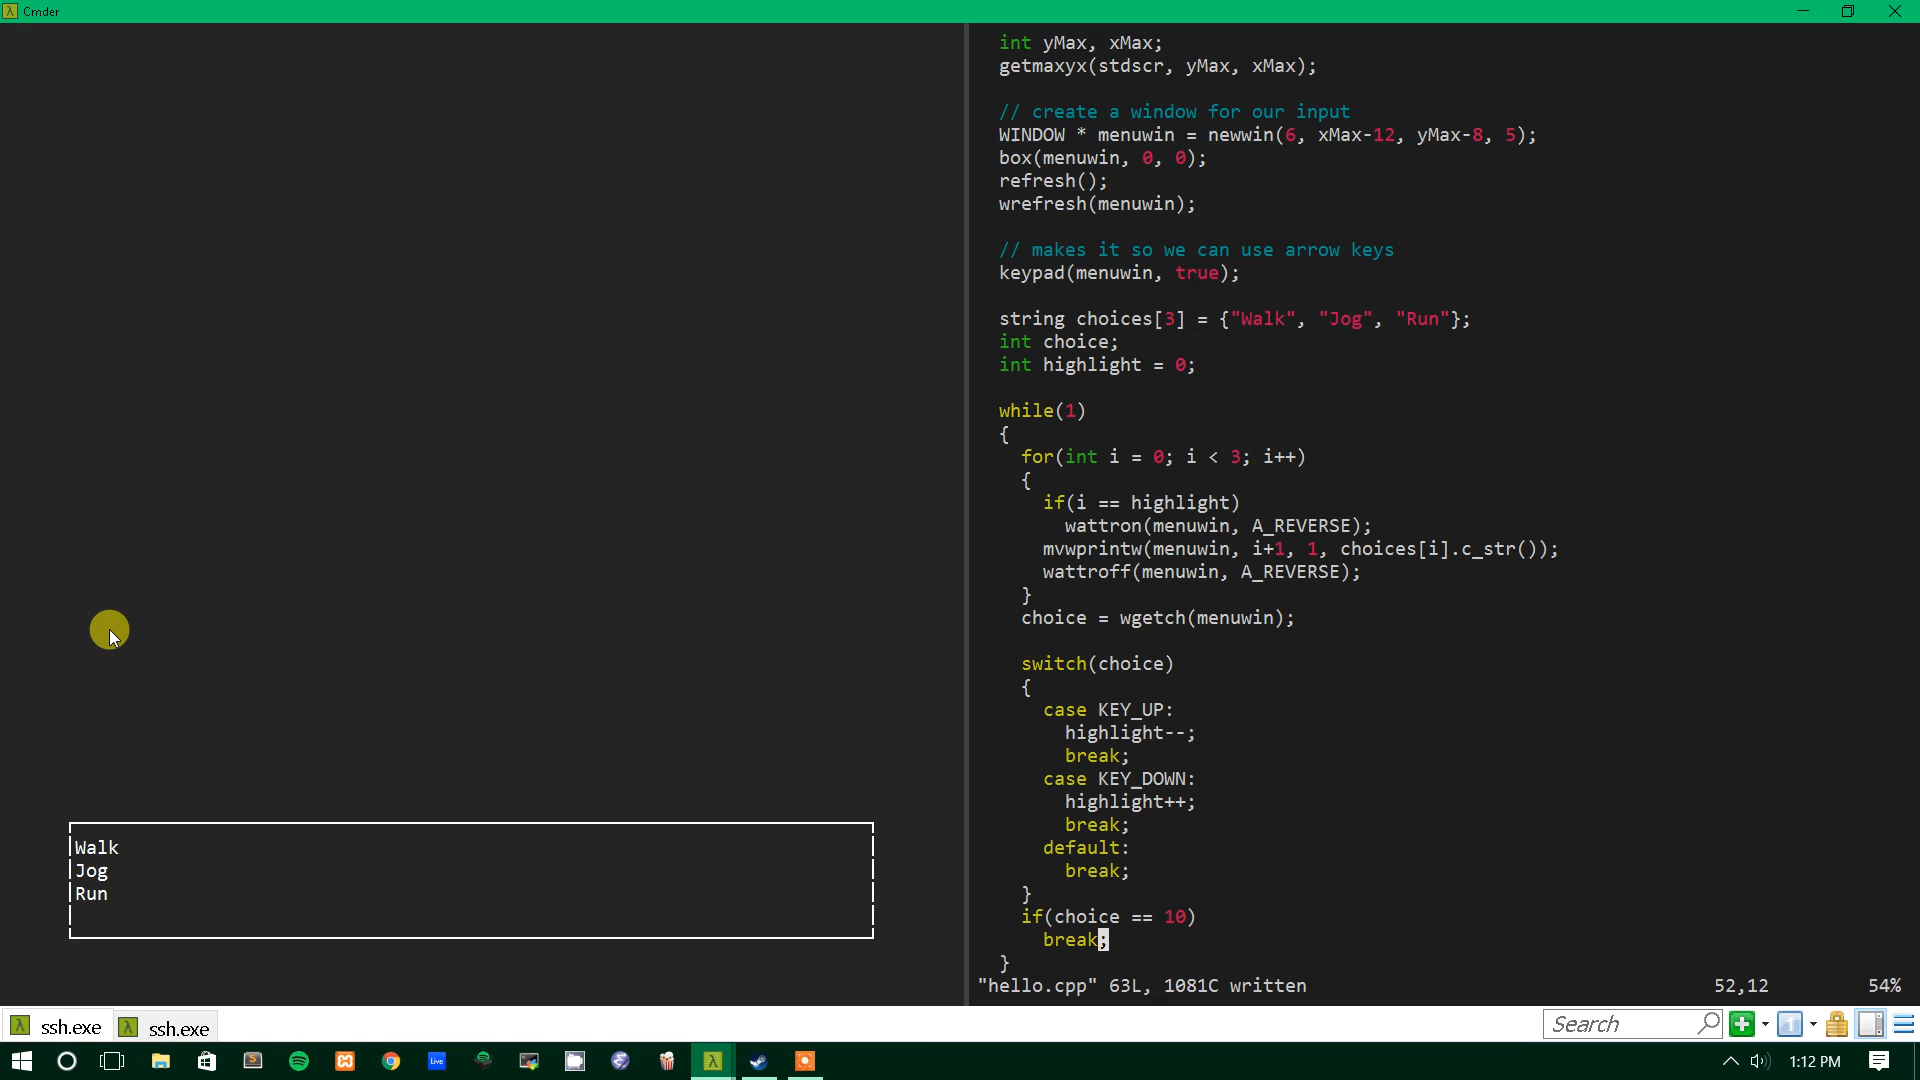 Cmder
Walk
Jog
Run
int yMax, xMax;
getmaxyx(stdscr, yMax, xMax);
// create a window for our input
WINDOW * menuwin = newwin(6, xMax-12, yMax-8, 5);
box(menuwin, 0, 0);
refresh();
wrefresh(menuwin);
// makes it so we can use arrow keys
keypad(menuwin, true);
string choices[3] = {"Walk", "Jog", "Run"};
int choice;
int highlight = 0;
while(1)
{
for(int i = 0; i < 3; i++)
{
if(i == highlight)
wattron(menuwin, A_REVERSE);
mvwprintw(menuwin, i+1, 1, choices[i].c_str());
wattroff(menuwin, A_REVERSE);
}
choice = wgetch(menuwin);
switch(choice)
{
case KEY_UP:
highlight--;
break;
case KEY_DOWN:
highlight++;
break;
default:
break;
}
if(choice == 10)
break;
}
"hello.cpp" 63L, 1081C written 52,12 54%
ssh.exe ssh.exe Search
Live 1:12 PM